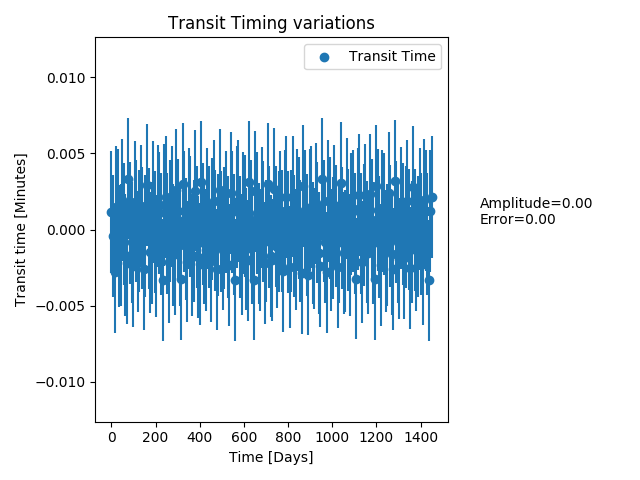 Transit Timing variations
Transit Time
0.010
0.005
0.000
−0.005
−0.010
Transit time [Minutes]
0 200 400 600 800 1000 1200 1400
Time [Days]
Amplitude=0.00
Error=0.00